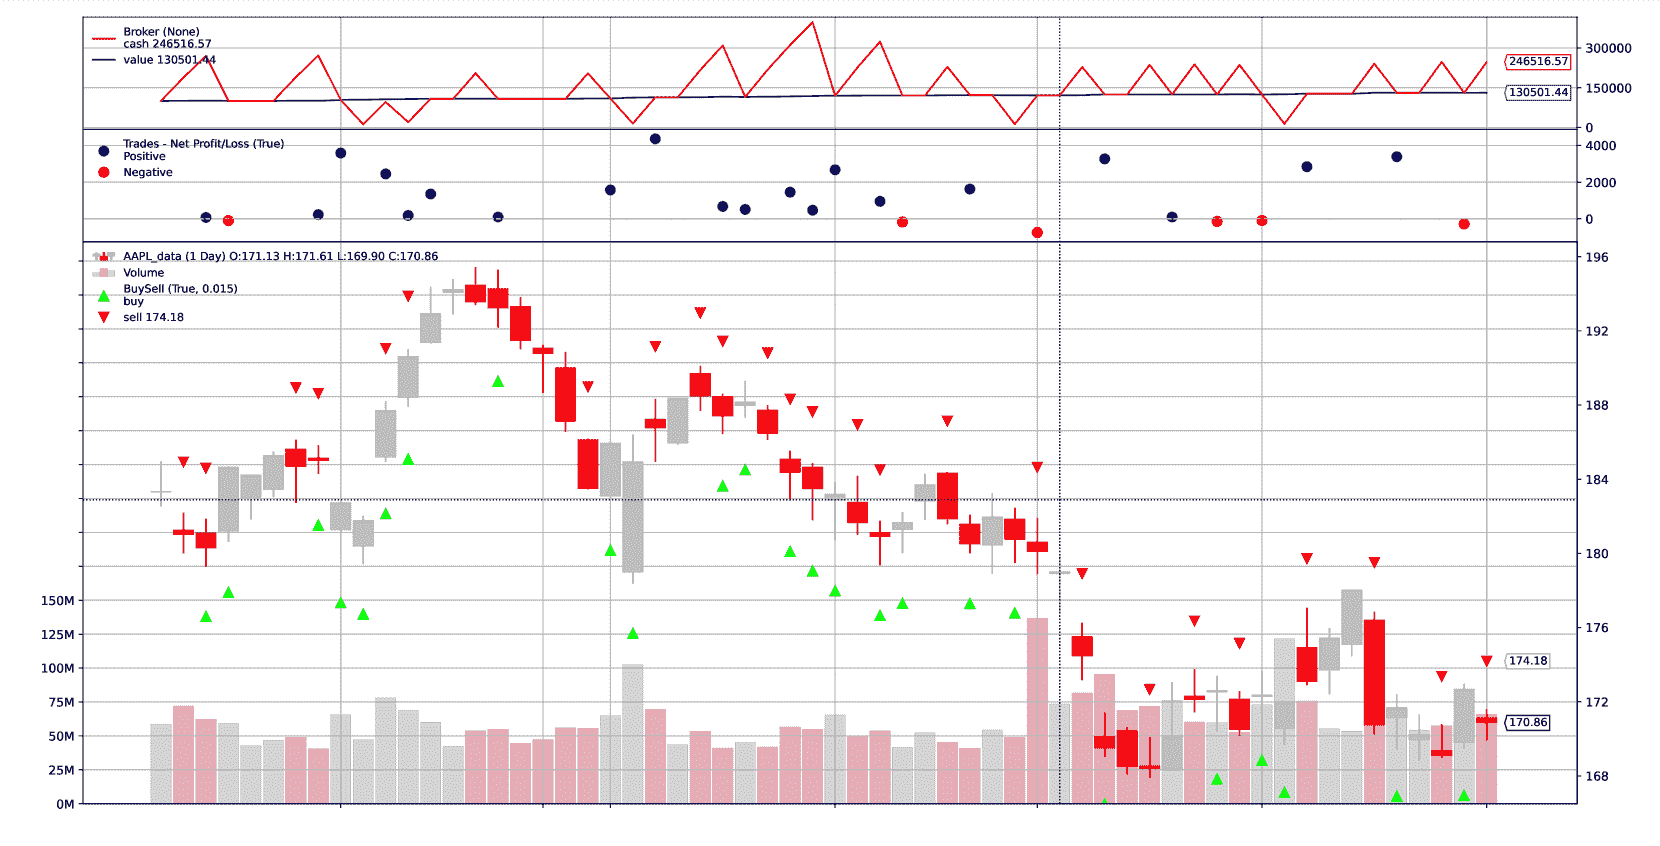 Broker (None)
cash 246516.57
value 130501.44
300000
246516.57
130501.44
150000
0
Trades - Net Profit/Loss (True)
Positive
Negative
4000
2000
0
AAPL_data (1 Day) O:171.13 H:171.61 L:169.90 C:170.86
Volume
BuySell (True, 0.015)
buy
sell 174.18
196
192
188
184
180
176
174.18
172
170.86
168
150M
125M
100M
75M
50M
25M
0M